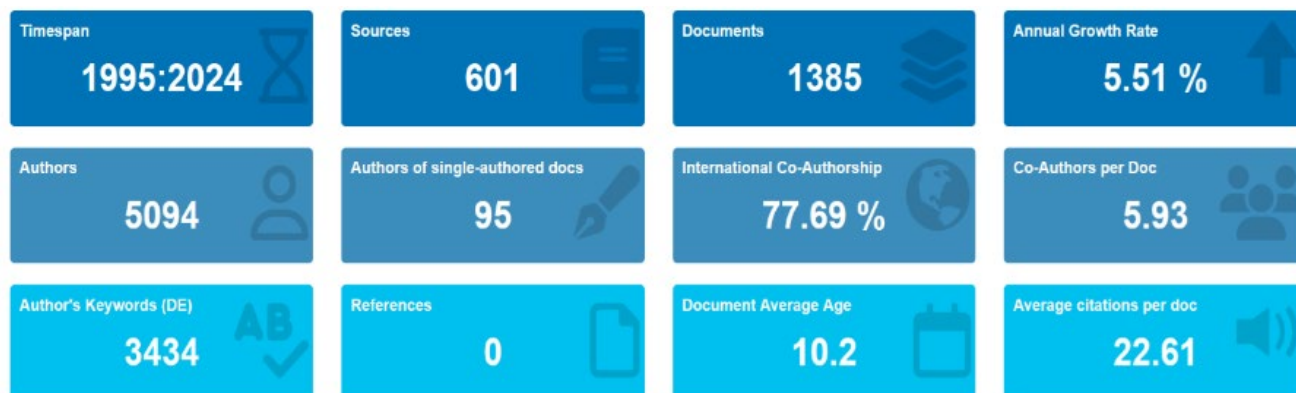 Timespan
1995:2024
Sources
601
Documents
1385
Annual Growth Rate
5.51 %
Authors
5094
Authors of single-authored docs
95
International Co-Authorship
77.69 %
Co-Authors per Doc
5.93
Author's Keywords (DE)
3434
AB
References
0
Document Average Age
10.2
Average citations per doc
22.61